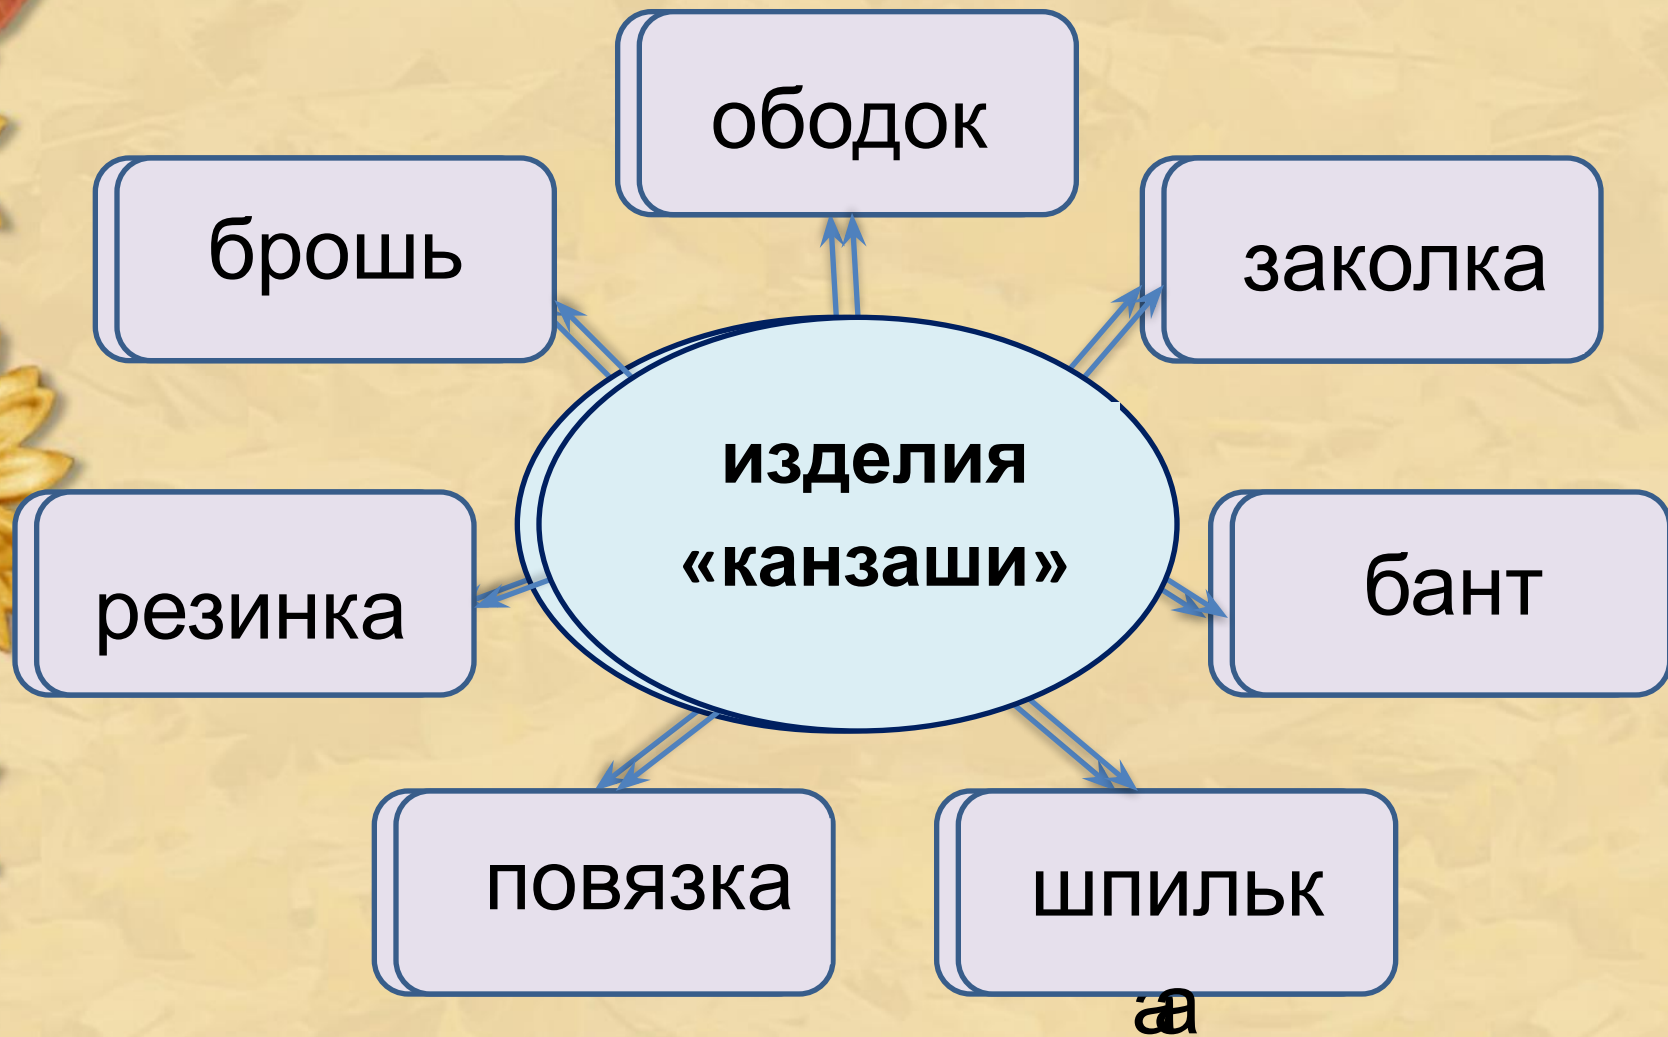 ободок
брошь
заколка
изделия
«канзаши»
бант
резинка
повязка
шпильк
а